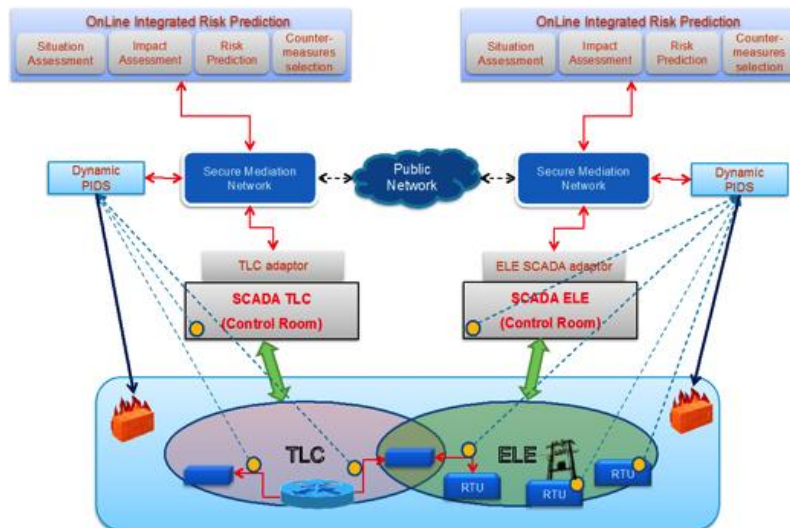 OnLine Integrated Risk Prediction
Situation
Assessment
Impact
Assessment
Risk
Prediction
Counter-
measures
selection
OnLine Integrated Risk Prediction
Situation
Assessment
Impact
Assessment
Risk
Prediction
Counter-
measures
selection
Dynamic
PIDS
Secure Mediation
Network
Public
Network
Secure Mediation
Network
Dynamic
PIDS
TLC adaptor
ELE SCADA adaptor
SCADA TLC
(Control Room)
SCADA ELE
(Control Room)
TLC
ELE
RTU
RTU
RTU